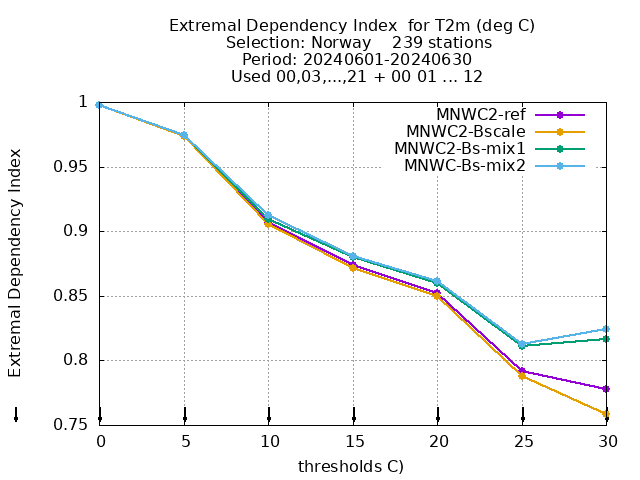 Extremal Dependency Index  for T2m (deg C)
Selection: Norway    239 stations
Period: 20240601-20240630
Used 00,03,...,21 + 00 01 ... 12
MNWC2-ref
MNWC2-Bscale
MNWC2-Bs-mix1
MNWC-Bs-mix2
1
0.95
0.9
0.85
0.8
0.75
Extremal Dependency Index
0 5 10 15 20 25 30
thresholds C)